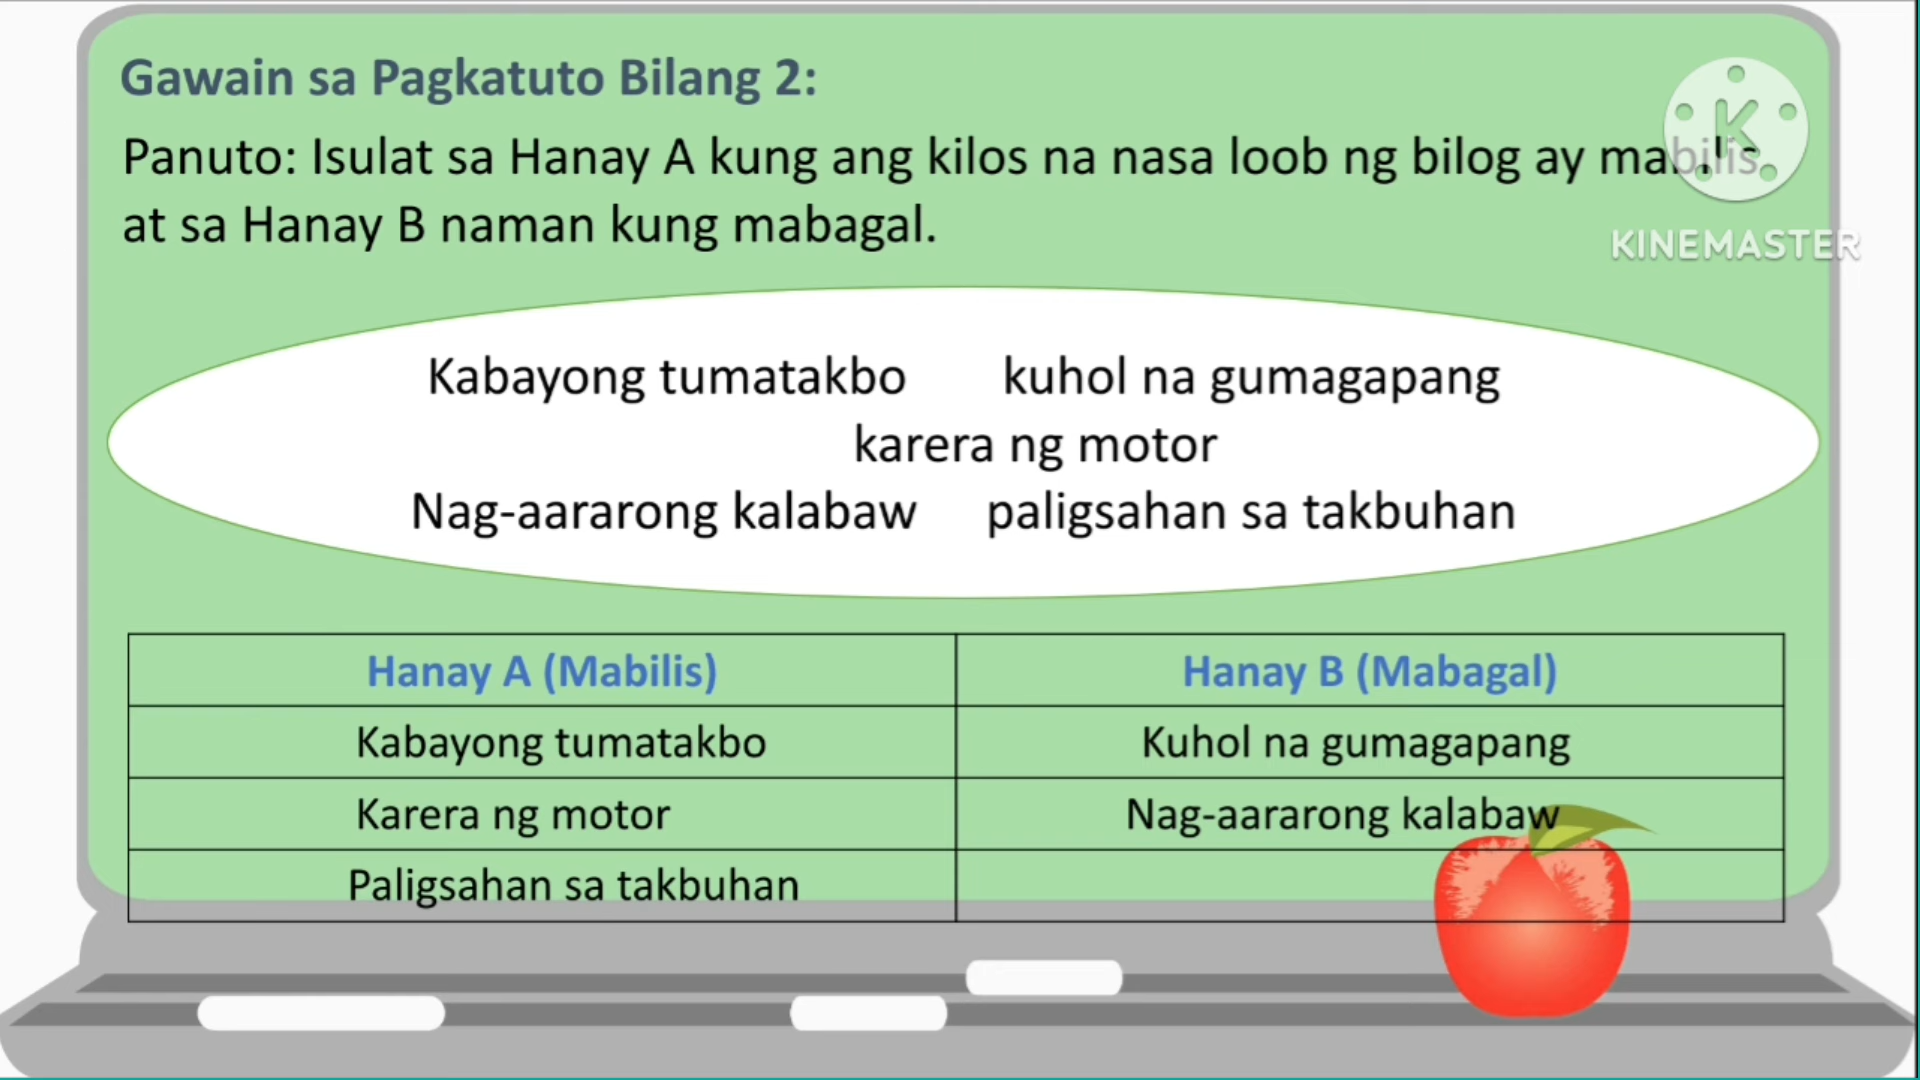 Gawain sa Pagkatuto Bilang 2:
Panuto: Isulat sa Hanay A kung ang kilos na nasa loob ng bilog ay mabilis
at sa Hanay B naman kung mabagal.
K
KINEMASTER
Kabayong tumatakbo kuhol na gumagapang
karera ng motor
Nag-aararong kalabaw paligsahan sa takbuhan
Hanay A (Mabilis) Hanay B (Mabagal)
Kabayong tumatakbo Kuhol na gumagapang
Karera ng motor Nag-aararong kalabaw
Paligsahan sa takbuhan